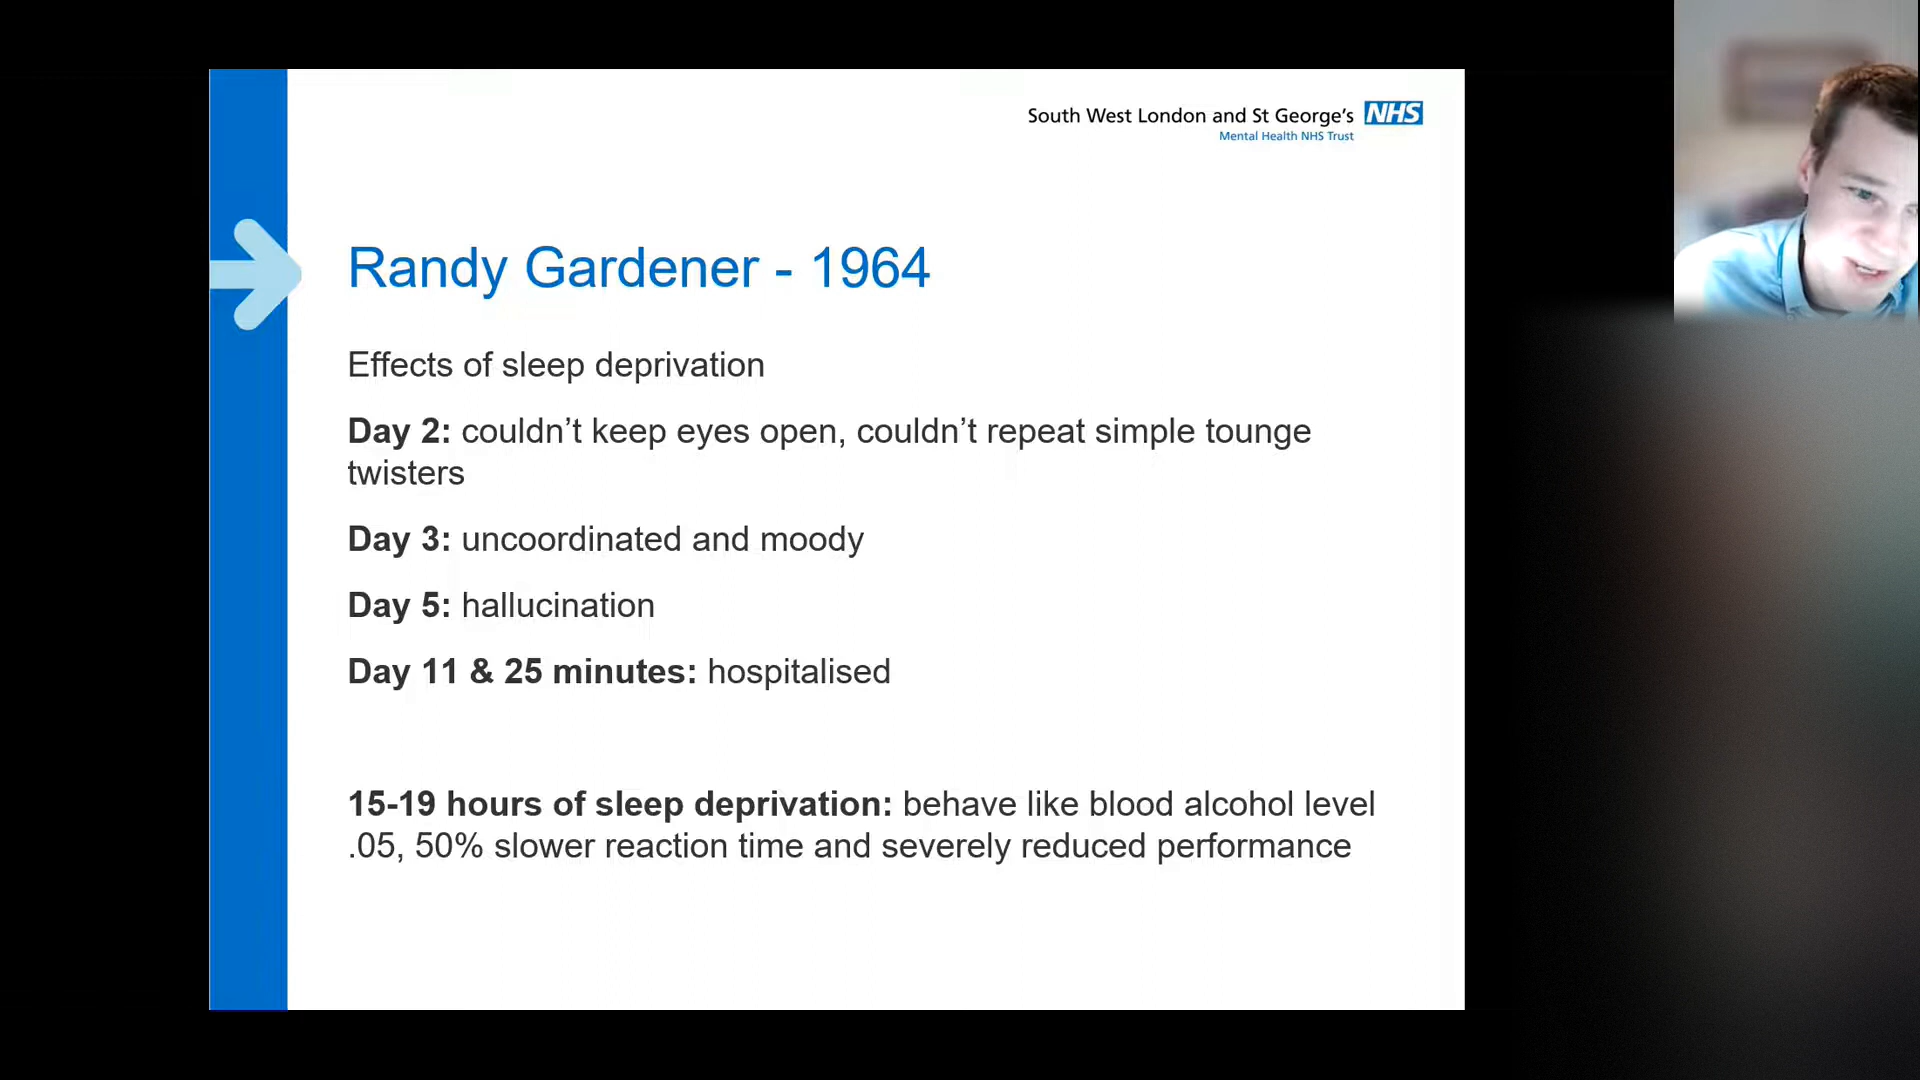 South West London and St George's NHS
Mental Health NHS Trust
Randy Gardener - 1964
Effects of sleep deprivation
Day 2: couldn’t keep eyes open, couldn’t repeat simple tounge
twisters
Day 3: uncoordinated and moody
Day 5: hallucination
Day 11 & 25 minutes: hospitalised
15-19 hours of sleep deprivation: behave like blood alcohol level
.05, 50% slower reaction time and severely reduced performance